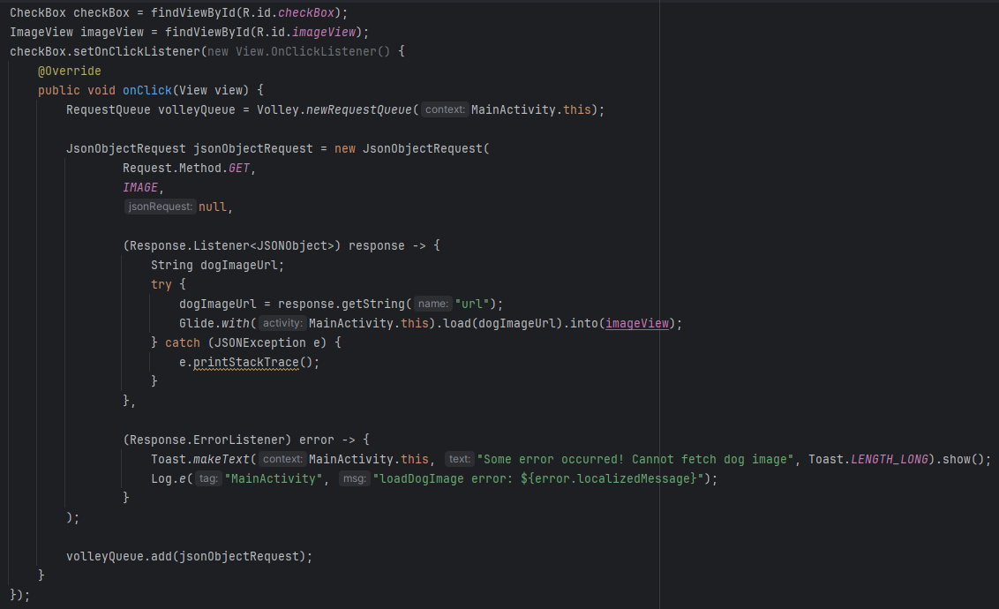 CheckBox checkBox = findViewById(R.id.checkBox);
ImageView imageView = findViewById(R.id.imageView);
checkBox.setOnClickListener(new View.OnClickListener() {
@Override
public void onClick(View view) {
RequestQueue volleyQueue = Volley.newRequestQueue( context: MainActivity.this);
JsonObjectRequest jsonObjectRequest = new JsonObjectRequest(
Request.Method.GET,
IMAGE,
jsonRequest: null,
(Response.Listener<JSONObject>) response -> {
String dogImageUrl;
try {
dogImageUrl = response.getString( name: "url");
Glide.with( activity: MainActivity.this).load(dogImageUrl).into(imageView);
} catch (JSONException e) {
e.printStackTrace();
}
},
(Response.ErrorListener) error -> {
Toast.makeText( context: MainActivity.this, text: "Some error occurred! Cannot fetch dog image", Toast.LENGTH_LONG).show();
Log.e( tag: "MainActivity", msg: "loadDogImage error: ${error.localizedMessage}");
}
);
volleyQueue.add(jsonObjectRequest);
}
});